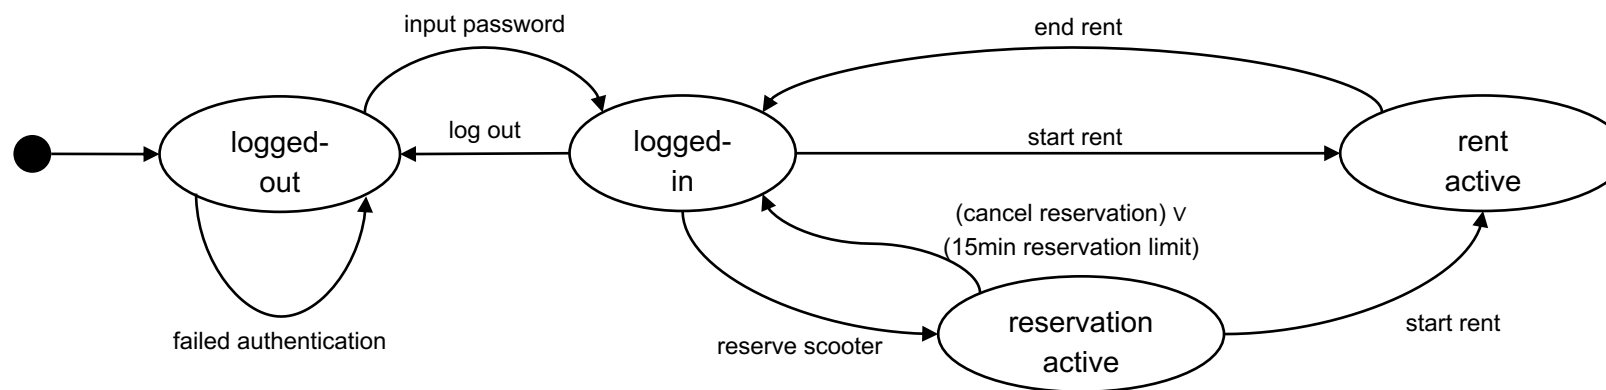 input password
end rent
logged-
out
log out
logged-
in
start rent
rent
active
(cancel reservation) ∨
(15min reservation limit)
failed authentication
reserve scooter
reservation
active
start rent